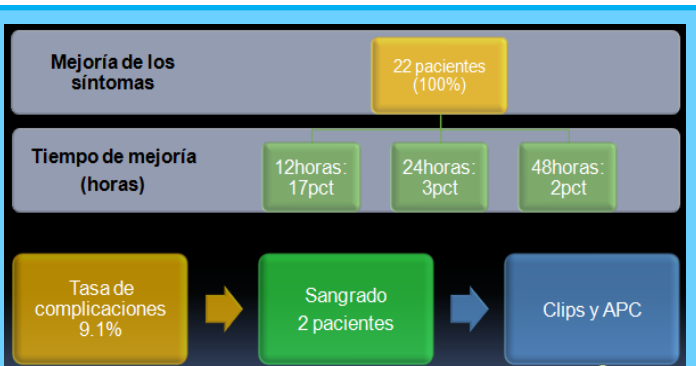 Mejoría de los
síntomas
22 pacientes
(100%)
Tiempo de mejoría
(horas)
12horas:
17pct
24horas:
3pct
48horas:
2pct
Tasa de
complicaciones
9.1%
Sangrado
2 pacientes
Clips y APC